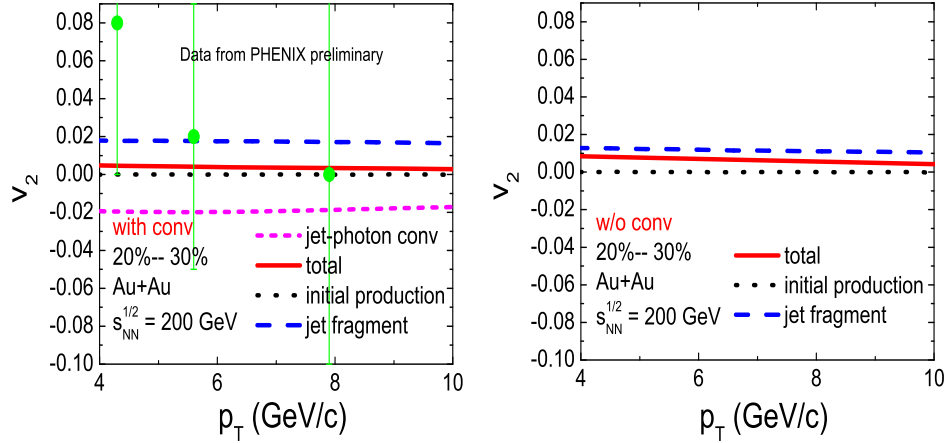 0.08
0.06
0.04
0.02
0.00
-0.02
-0.04
-0.06
-0.08
-0.10
v2
Data from PHENIX preliminary
with conv
20%-- 30%
Au+Au
sNN1/2 = 200 GeV
jet-photon conv
total
initial production
jet fragment
4 6 8 10
pT (GeV/c)
0.08
0.06
0.04
0.02
0.00
-0.02
-0.04
-0.06
-0.08
-0.10
v2
w/o conv
20%-- 30%
Au+Au
sNN1/2 = 200 GeV
total
initial production
jet fragment
4 6 8 10
pT (GeV/c)